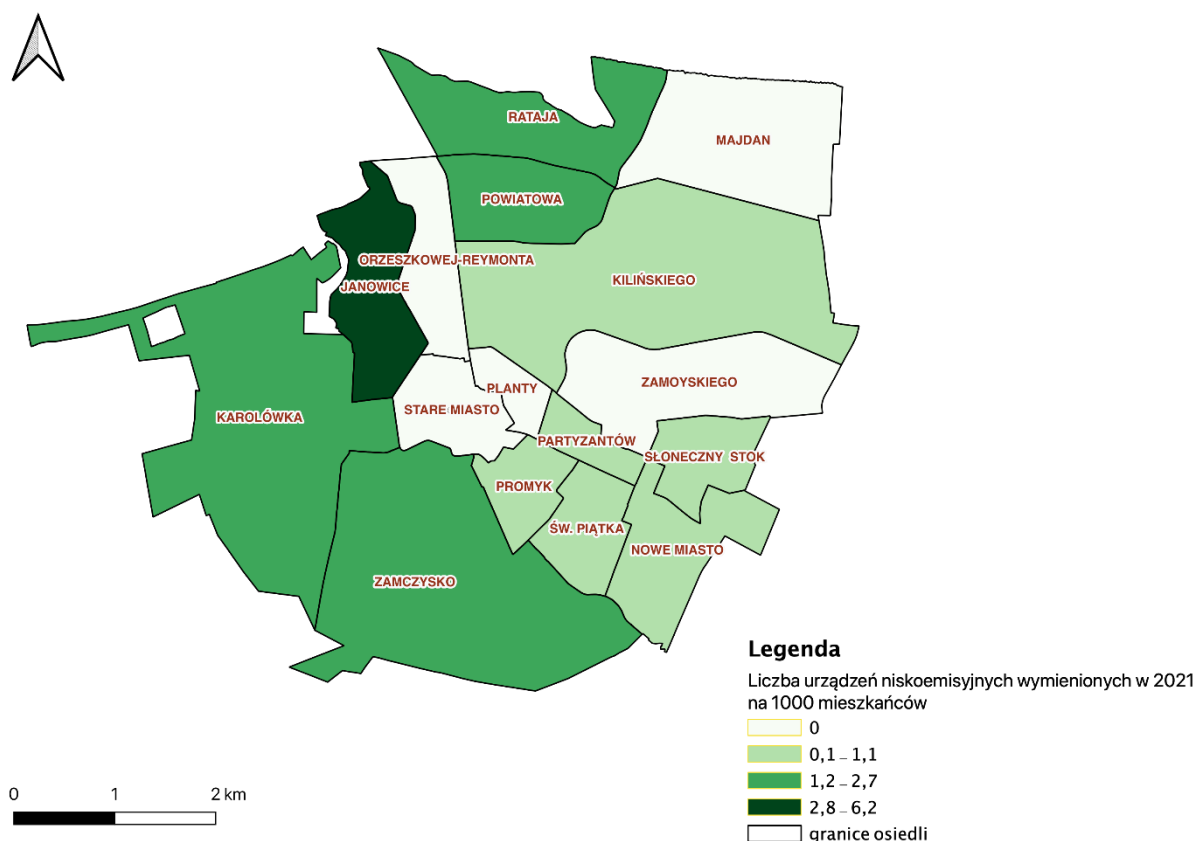 RATAJA
MAJDAN
POWIATOWA
ORZESZKOWEJ-REYMONTA
KILIŃSKIEGO
JANOWICE
ZAMOYSKIEGO
PLANTY
STARE MIASTO
KAROLÓWKA
PARTYZANTÓW
SŁONECZNY STOK
PROMYK
ŚW. PIĄTKA
NOWE MIASTO
ZAMCZYSKO
Legenda
Liczba urządzeń niskoemisyjnych wymienionych w 2021
na 1000 mieszkańców
0
0,1 – 1,1
1,2 – 2,7
2,8 – 6,2
granice osiedli
0 1 2 km